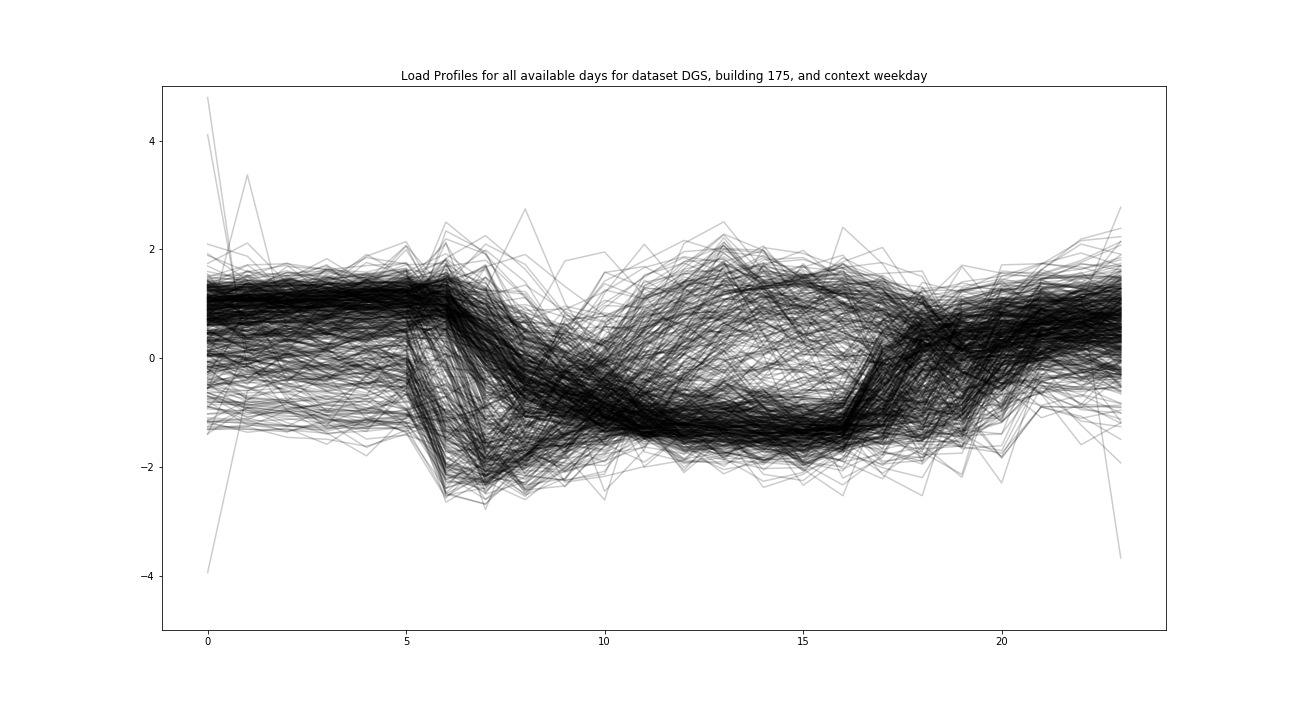 Load Profiles for all available days for dataset DGS, building 175, and context weekday
4
2
0
−2
−4
0 5 10 15 20